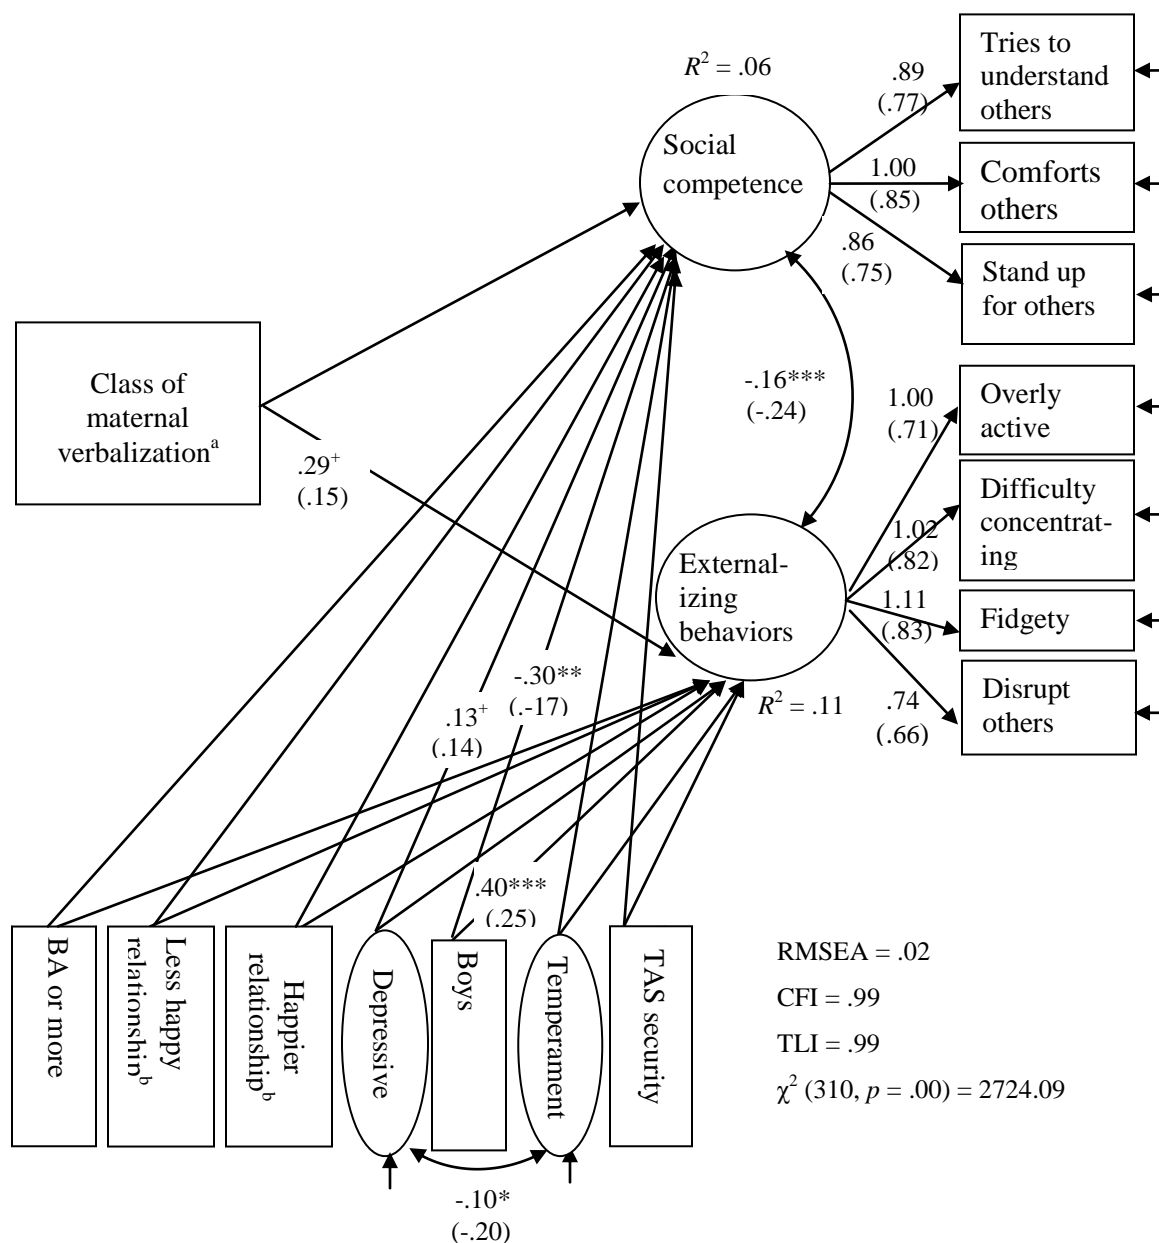 R² = .06
Social
competence
.89
(.77)
1.00
(.85)
.86
(.75)
Tries to
understand
others
Comforts
others
Stand up
for others
Class of
maternal
verbalizationᵃ
.29⁺
(.15)
-.16***
(-.24)
External-
izing
behaviors
R² = .11
1.00
(.71)
1.02
(.82)
1.11
(.83)
.74
(.66)
Overly
active
Difficulty
concentrat-
ing
Fidgety
Disrupt
others
-.30**
(.-17)
.13⁺
(.14)
.40***
(.25)
BA or more
Less happy
relationshipᵇ
Happier
relationshipᵇ
Depressive
Boys
Temperament
TAS security
-.10*
(-.20)
RMSEA = .02
CFI = .99
TLI = .99
χ² (310, p = .00) = 2724.09